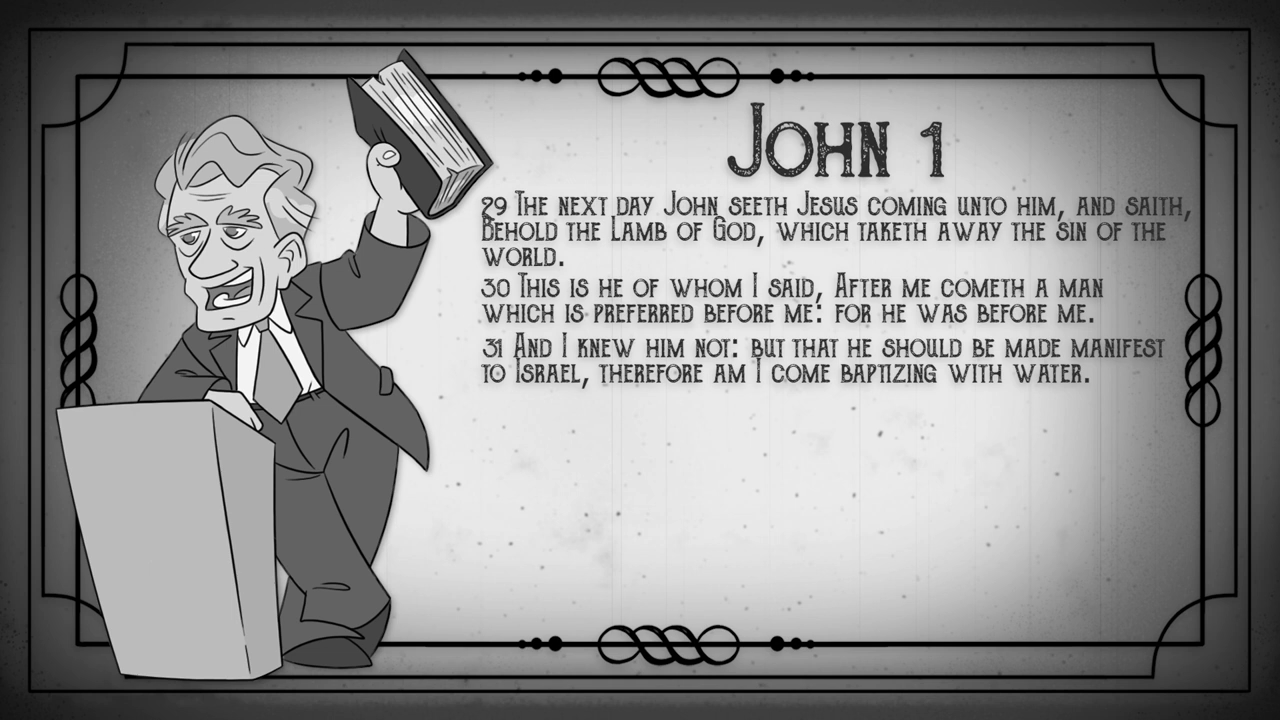 John 1
29 The next day John seeth Jesus coming unto him, and saith,
Behold the Lamb of God, which taketh away the sin of the
world.
30 This is he of whom I said, After me cometh a man
which is preferred before me: for he was before me.
31 And I knew him not: but that he should be made manifest
to Israel, therefore am I come baptizing with water.